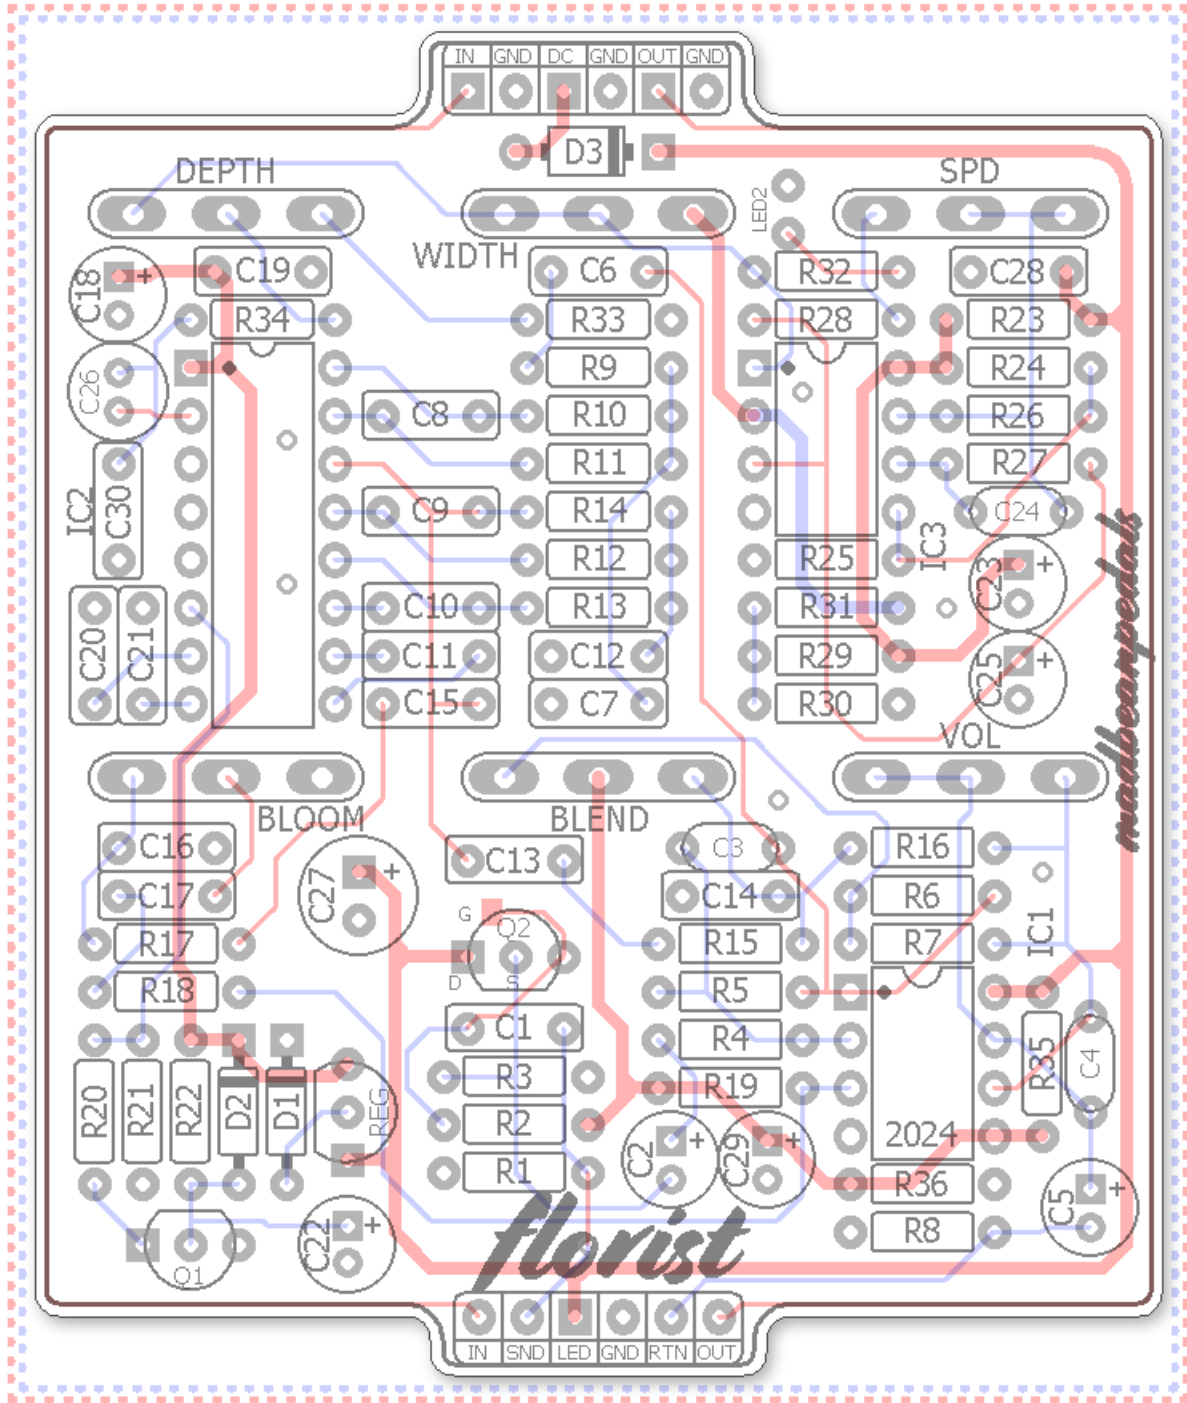 IN GND DC GND OUT GND
D3
DEPTH
SPD
LED2
WIDTH
C18 + C19 C6 R32 C28
R34 R33 R28 R23
C26 R9 R24
C8 R10 R26
R11 R27
IC2 C30 C9 R14 C24
R12 R25 IC3 C23 +
C20 C21 C10 R13 R31
C11 C12 R29 C25 +
C15 C7 R30
madbeanpedals
VOL
BLOOM BLEND
C16 C13 C3 R16
C17 C27 + C14 R6
G Q2
R17 R15 R7 IC1
D S
R18 R5
C1 R4 R35 C4
R20 R21 R22 D2 D1 REG R3 R19
R2 C2 + C29 + 2024
R1 R36 C5 +
C22 + R8
Q1
florist
IN SND LED GND RTN OUT